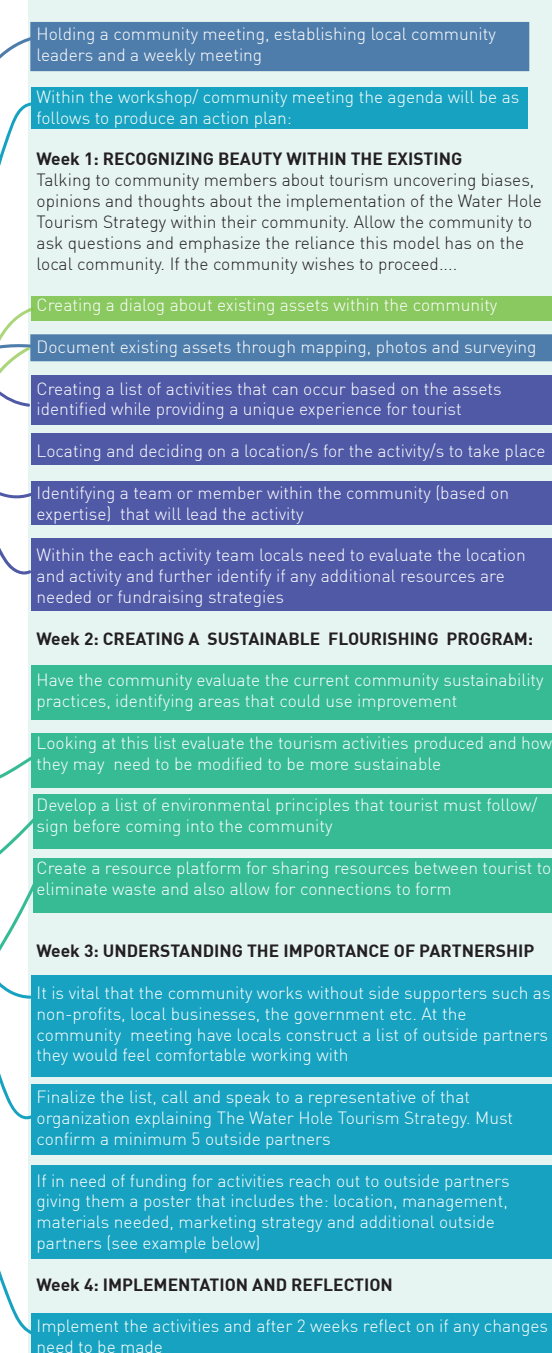 Holding a community meeting, establishing local community
leaders and a weekly meeting
Within the workshop/ community meeting the agenda will be as
follows to produce an action plan:
Week 1: RECOGNIZING BEAUTY WITHIN THE EXISTING
Talking to community members about tourism uncovering biases,
opinions and thoughts about the implementation of the Water Hole
Tourism Strategy within their community. Allow the community to
ask questions and emphasize the reliance this model has on the
local community. If the community wishes to proceed....
Creating a dialog about existing assets within the community
Document existing assets through mapping, photos and surveying
Creating a list of activities that can occur based on the assets
identified while providing a unique experience for tourist
Locating and deciding on a location/s for the activity/s to take place
Identifying a team or member within the community (based on
expertise) that will lead the activity
Within the each activity team locals need to evaluate the location
and activity and further identify if any additional resources are
needed or fundraising strategies
Week 2: CREATING A SUSTAINABLE FLOURISHING PROGRAM:
Have the community evaluate the current community sustainability
practices, identifying areas that could use improvement
Looking at this list evaluate the tourism activities produced and how
they may need to be modified to be more sustainable
Develop a list of environmental principles that tourist must follow/
sign before coming into the community
Create a resource platform for sharing resources between tourist to
eliminate waste and also allow for connections to form
Week 3: UNDERSTANDING THE IMPORTANCE OF PARTNERSHIP
It is vital that the community works without side supporters such as
non-profits, local businesses, the government etc. At the
community meeting have locals construct a list of outside partners
they would feel comfortable working with
Finalize the list, call and speak to a representative of that
organization explaining The Water Hole Tourism Strategy. Must
confirm a minimum 5 outside partners
If in need of funding for activities reach out to outside partners
giving them a poster that includes the: location, management,
materials needed, marketing strategy and additional outside
partners (see example below)
Week 4: IMPLEMENTATION AND REFLECTION
Implement the activities and after 2 weeks reflect on if any changes
need to be made